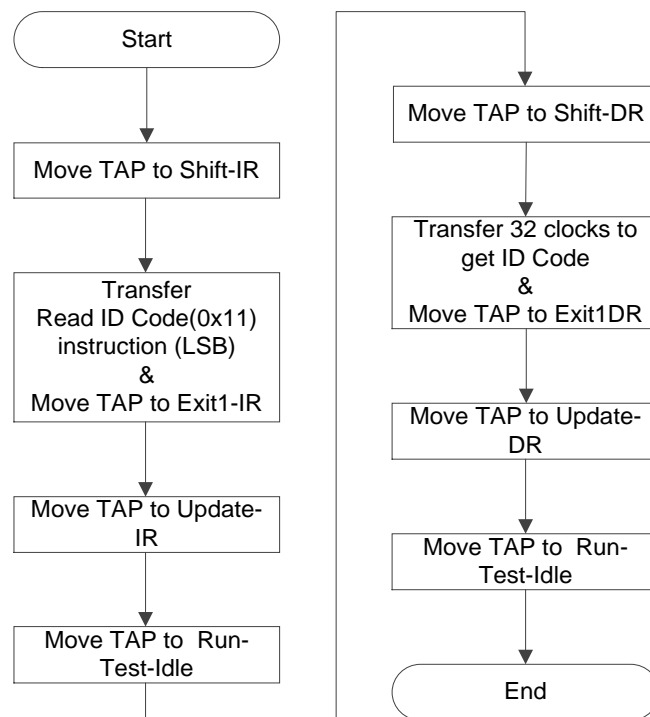 Start
Move TAP to Shift-IR
Transfer
Read ID Code(0x11)
instruction (LSB)
&
Move TAP to Exit1-IR
Move TAP to Update-
IR
Move TAP to Run-
Test-Idle
Move TAP to Shift-DR
Transfer 32 clocks to
get ID Code
&
Move TAP to Exit1DR
Move TAP to Update-
DR
Move TAP to Run-
Test-Idle
End